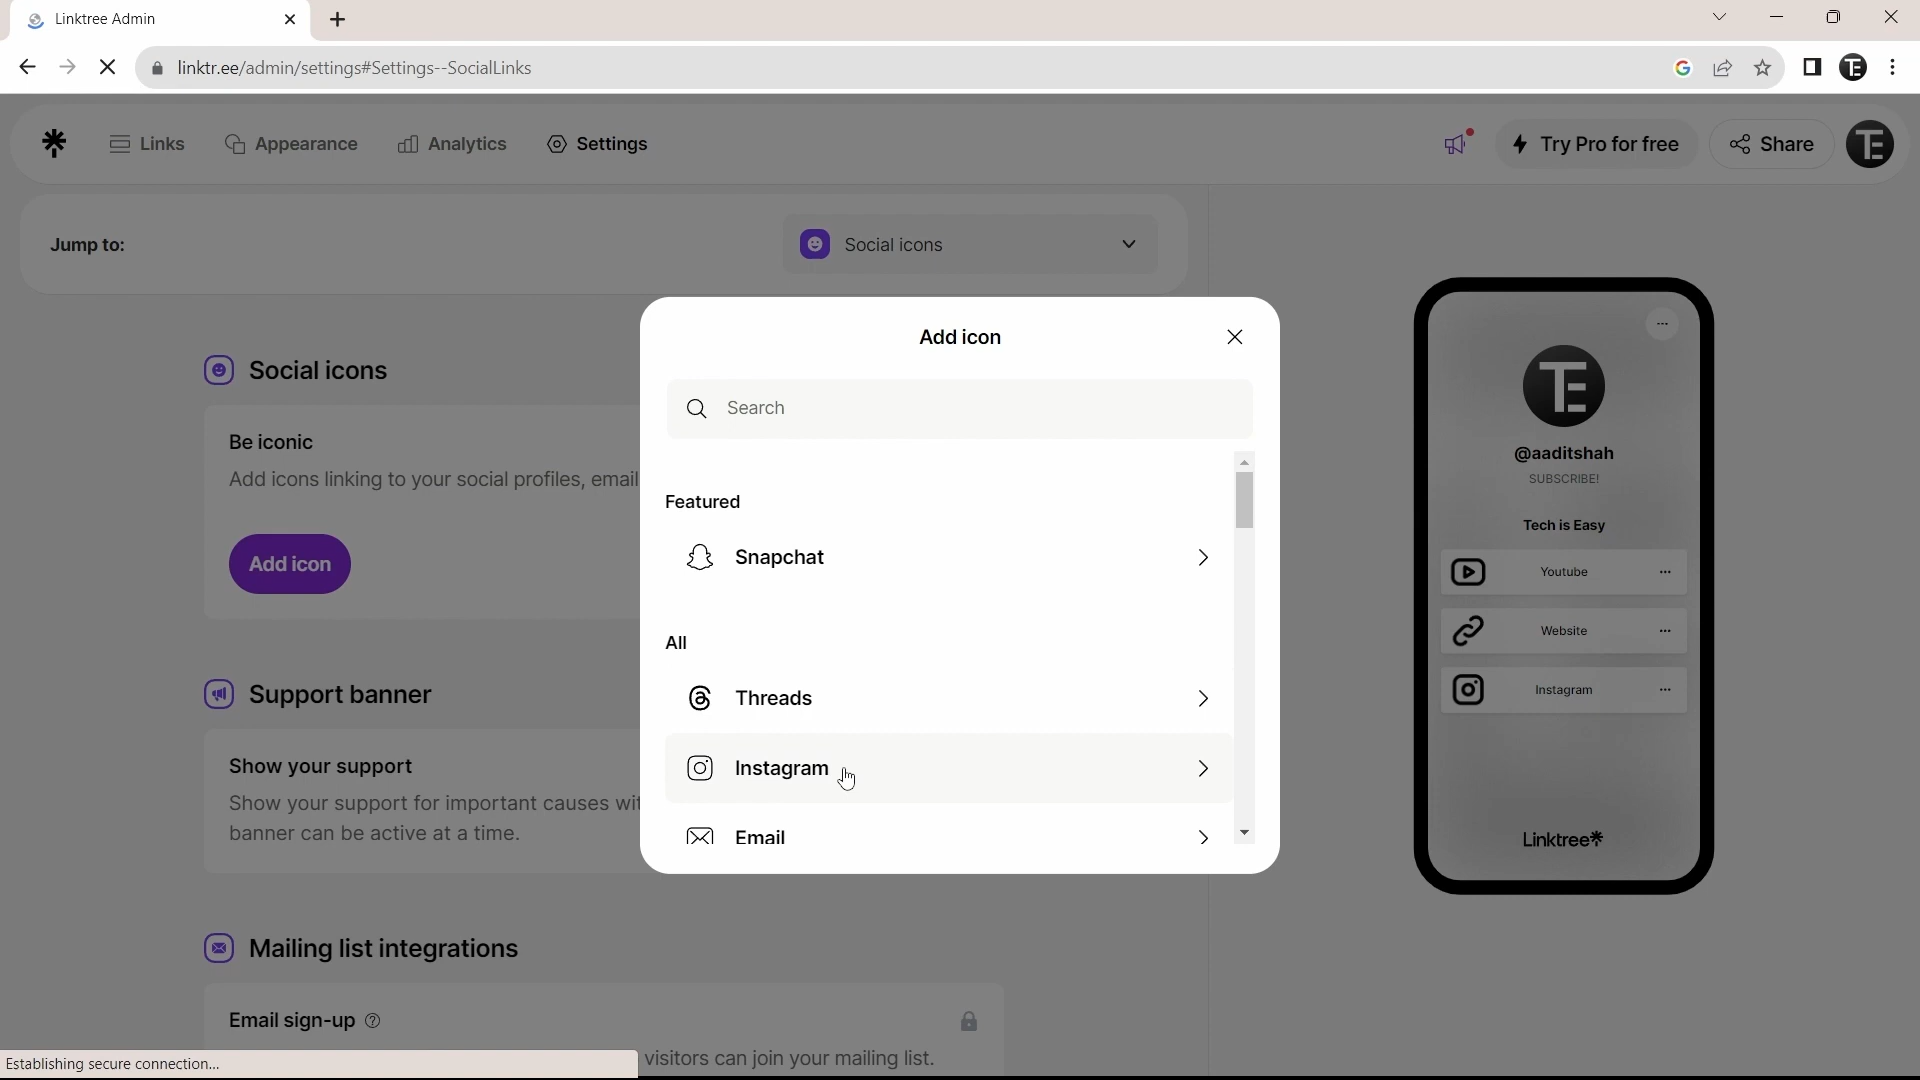 Linktree Admin
linktr.ee/admin/settings#Settings--SocialLinks
Links
Appearance
Analytics
Settings
Try Pro for free
Share
TE
Jump to:
Social icons
Social icons
Be iconic
Add icons linking to your social profiles, email
Add icon
Support banner
Show your support
Show your support for important causes wit
banner can be active at a time.
Mailing list integrations
Email sign-up
visitors can join your mailing list.
Establishing secure connection...
Add icon
Search
Featured
Snapchat
All
Threads
Instagram
Email
TE
@aaditshah
SUBSCRIBE!
Tech is Easy
Youtube
Website
Instagram
Linktree